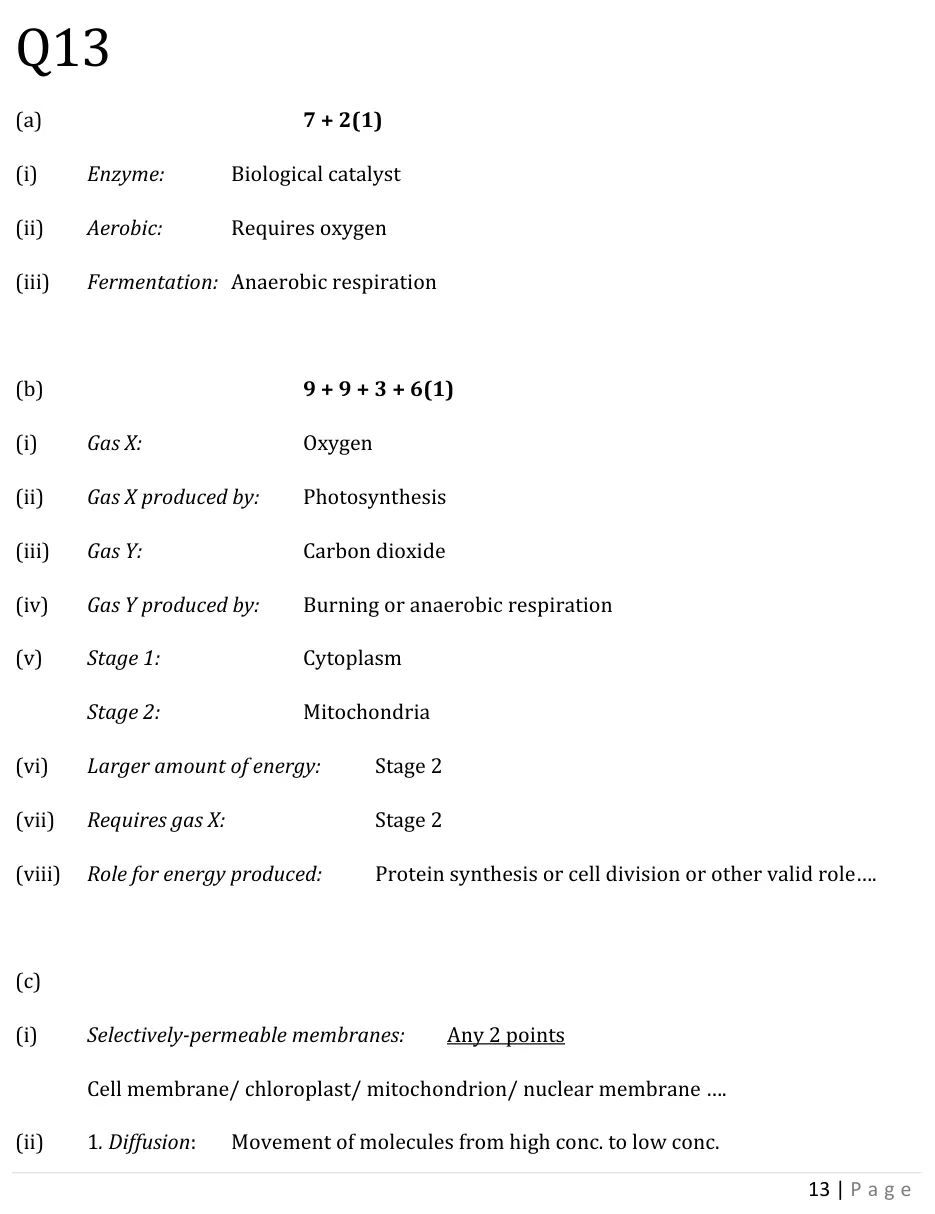 Q13
(a) 7 + 2(1)
(i) Enzyme: Biological catalyst
(ii) Aerobic: Requires oxygen
(iii) Fermentation: Anaerobic respiration
(b) 9 + 9 + 3 + 6(1)
(i) Gas X: Oxygen
(ii) Gas X produced by: Photosynthesis
(iii) Gas Y: Carbon dioxide
(iv) Gas Y produced by: Burning or anaerobic respiration
(v) Stage 1: Cytoplasm
Stage 2: Mitochondria
(vi) Larger amount of energy: Stage 2
(vii) Requires gas X: Stage 2
(viii) Role for energy produced: Protein synthesis or cell division or other valid role….
(c)
(i) Selectively-permeable membranes: Any 2 points
Cell membrane/ chloroplast/ mitochondrion/ nuclear membrane ….
(ii) 1. Diffusion: Movement of molecules from high conc. to low conc.
13 | P a g e